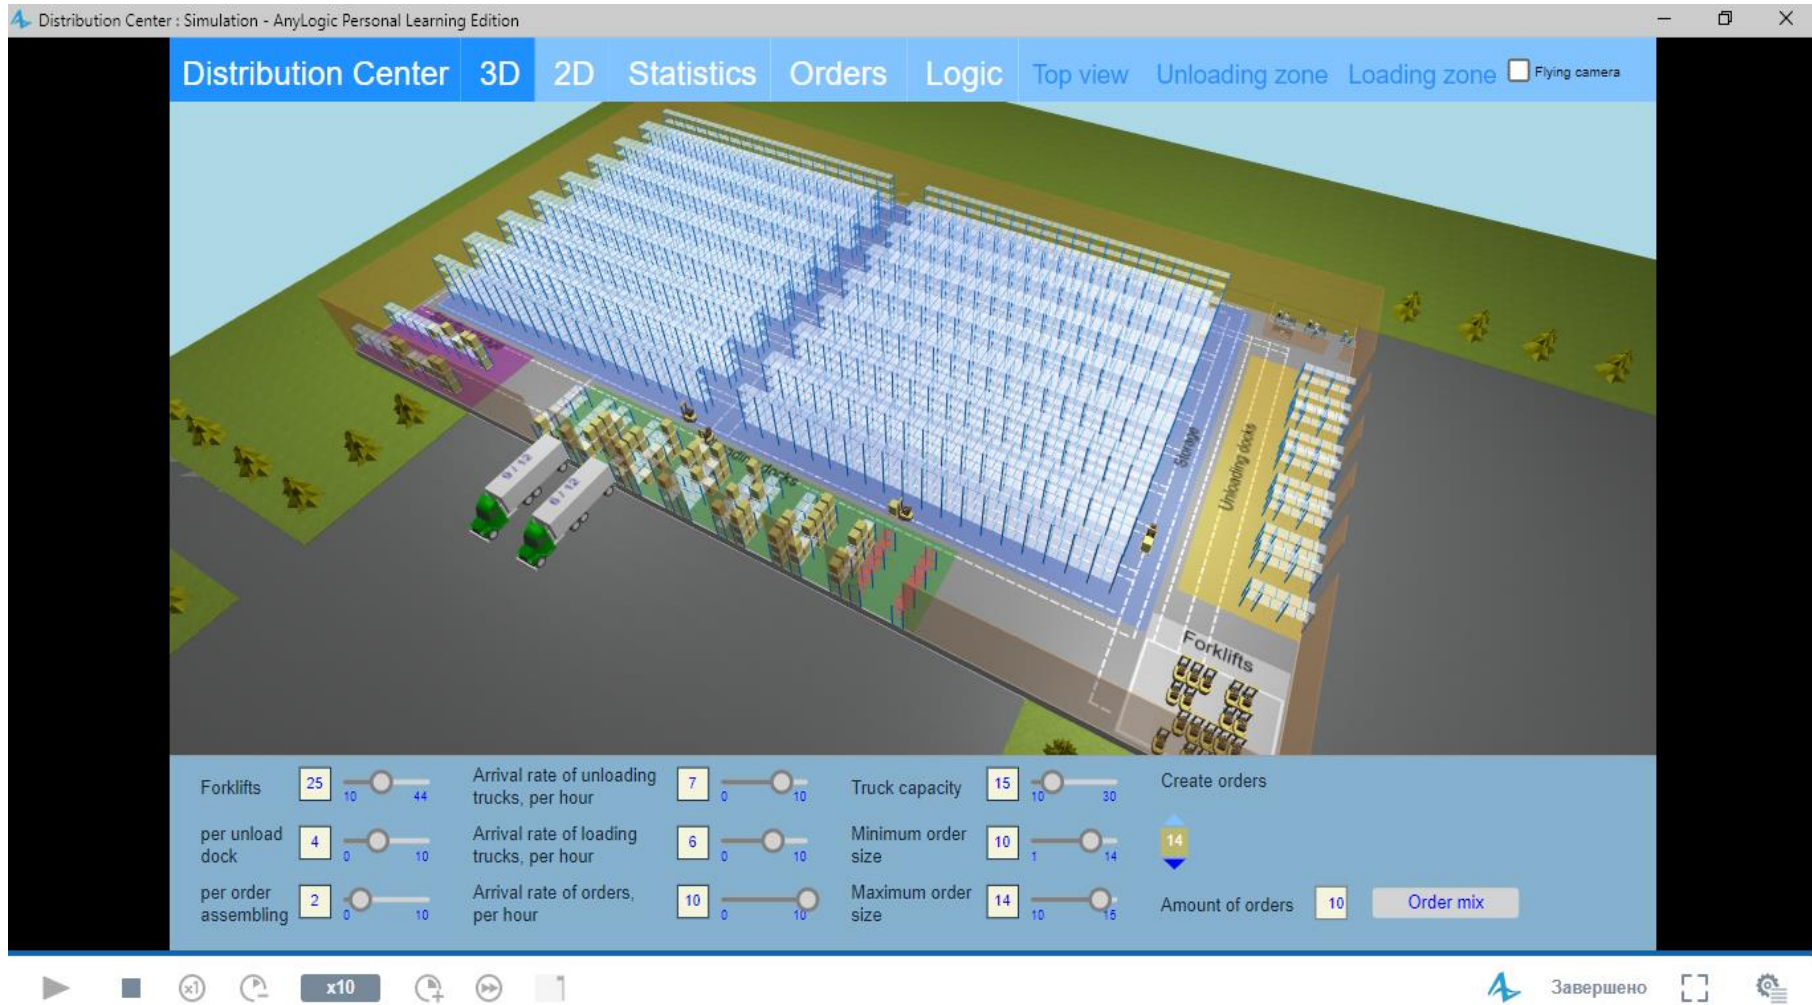 Distribution Center : Simulation - AnyLogic Personal Learning Edition
Distribution Center 3D 2D Statistics Orders Logic Top view Unloading zone Loading zone Flying camera
9 / 12
6 / 12
Storage
Unloading docks
Forklifts
Forklifts 25 10 44
per unload dock 4 0 10
per order assembling 2 0 10
Arrival rate of unloading trucks, per hour 7 0 10
Arrival rate of loading trucks, per hour 6 0 10
Arrival rate of orders, per hour 10 0 10
Truck capacity 15 10 30
Minimum order size 10 1 14
Maximum order size 14 10 15
Create orders
14
Amount of orders 10 Order mix
x1 x10 Завершено